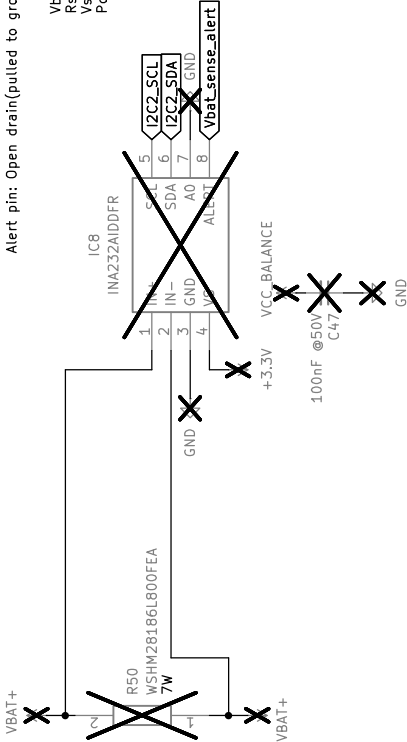 Alert pin: Open drain(pulled to gro
Vb
Rs
Vs
Po
I2C2_SCL
I2C2_SDA
GND
Vbat_sense_alert
5
6
7
8
SCL
SDA
A0
ALERT
IC8
INA232AIDDFR
IN+
IN-
GND
VS
1
2
3
4
GND
+3.3V
VCC_BALANCE
100nF @50V
C47
GND
R50
WSHM28186L800FEA
7W
2
1
VBAT+
VBAT+